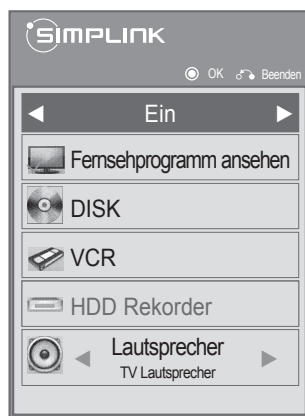 SIMPLINK
OK Beenden
Ein
Fernsehprogramm ansehen
DISK
VCR
HDD Rekorder
Lautsprecher
TV Lautsprecher